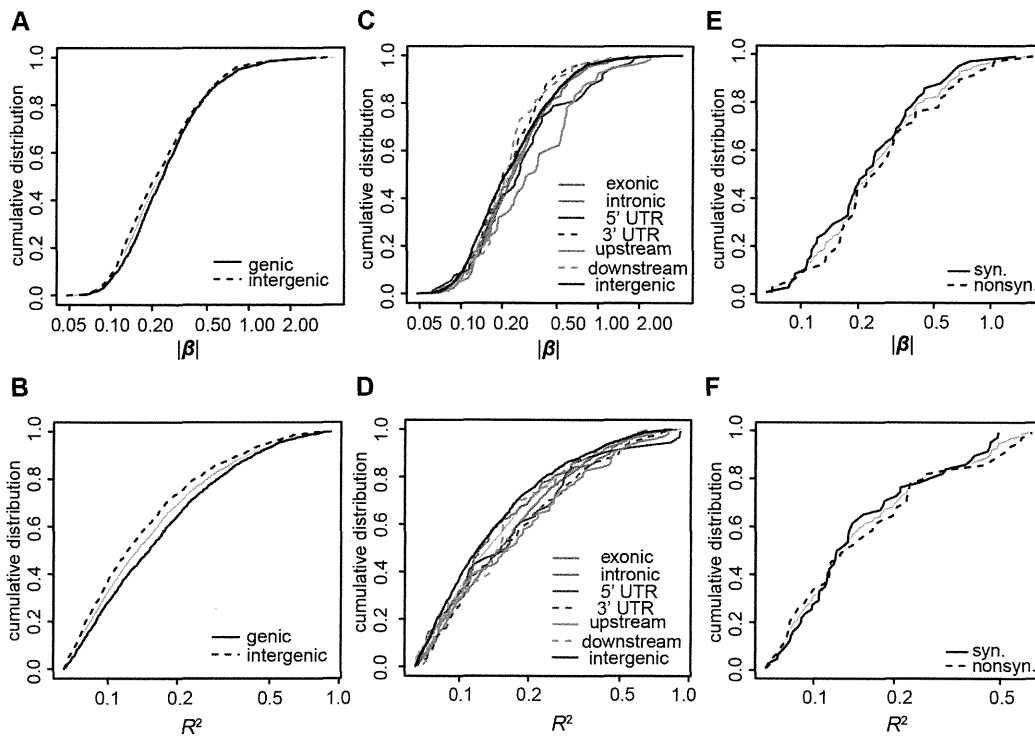 A
cumulative distribution
0.0 0.2 0.4 0.6 0.8 1.0
genic
intergenic
0.05 0.10 0.20 0.50 1.00 2.00
|β|
C
cumulative distribution
0.0 0.2 0.4 0.6 0.8 1.0
exonic
intronic
5' UTR
3' UTR
upstream
downstream
intergenic
0.05 0.10 0.20 0.50 1.00 2.00
|β|
E
cumulative distribution
0.0 0.2 0.4 0.6 0.8 1.0
syn.
nonsyn.
0.1 0.2 0.5 1.0
|β|
B
cumulative distribution
0.0 0.2 0.4 0.6 0.8 1.0
genic
intergenic
0.1 0.2 0.5 1.0
R²
D
cumulative distribution
0.0 0.2 0.4 0.6 0.8 1.0
exonic
intronic
5' UTR
3' UTR
upstream
downstream
intergenic
0.1 0.2 0.5 1.0
R²
F
cumulative distribution
0.0 0.2 0.4 0.6 0.8 1.0
syn.
nonsyn.
0.1 0.2 0.5
R²